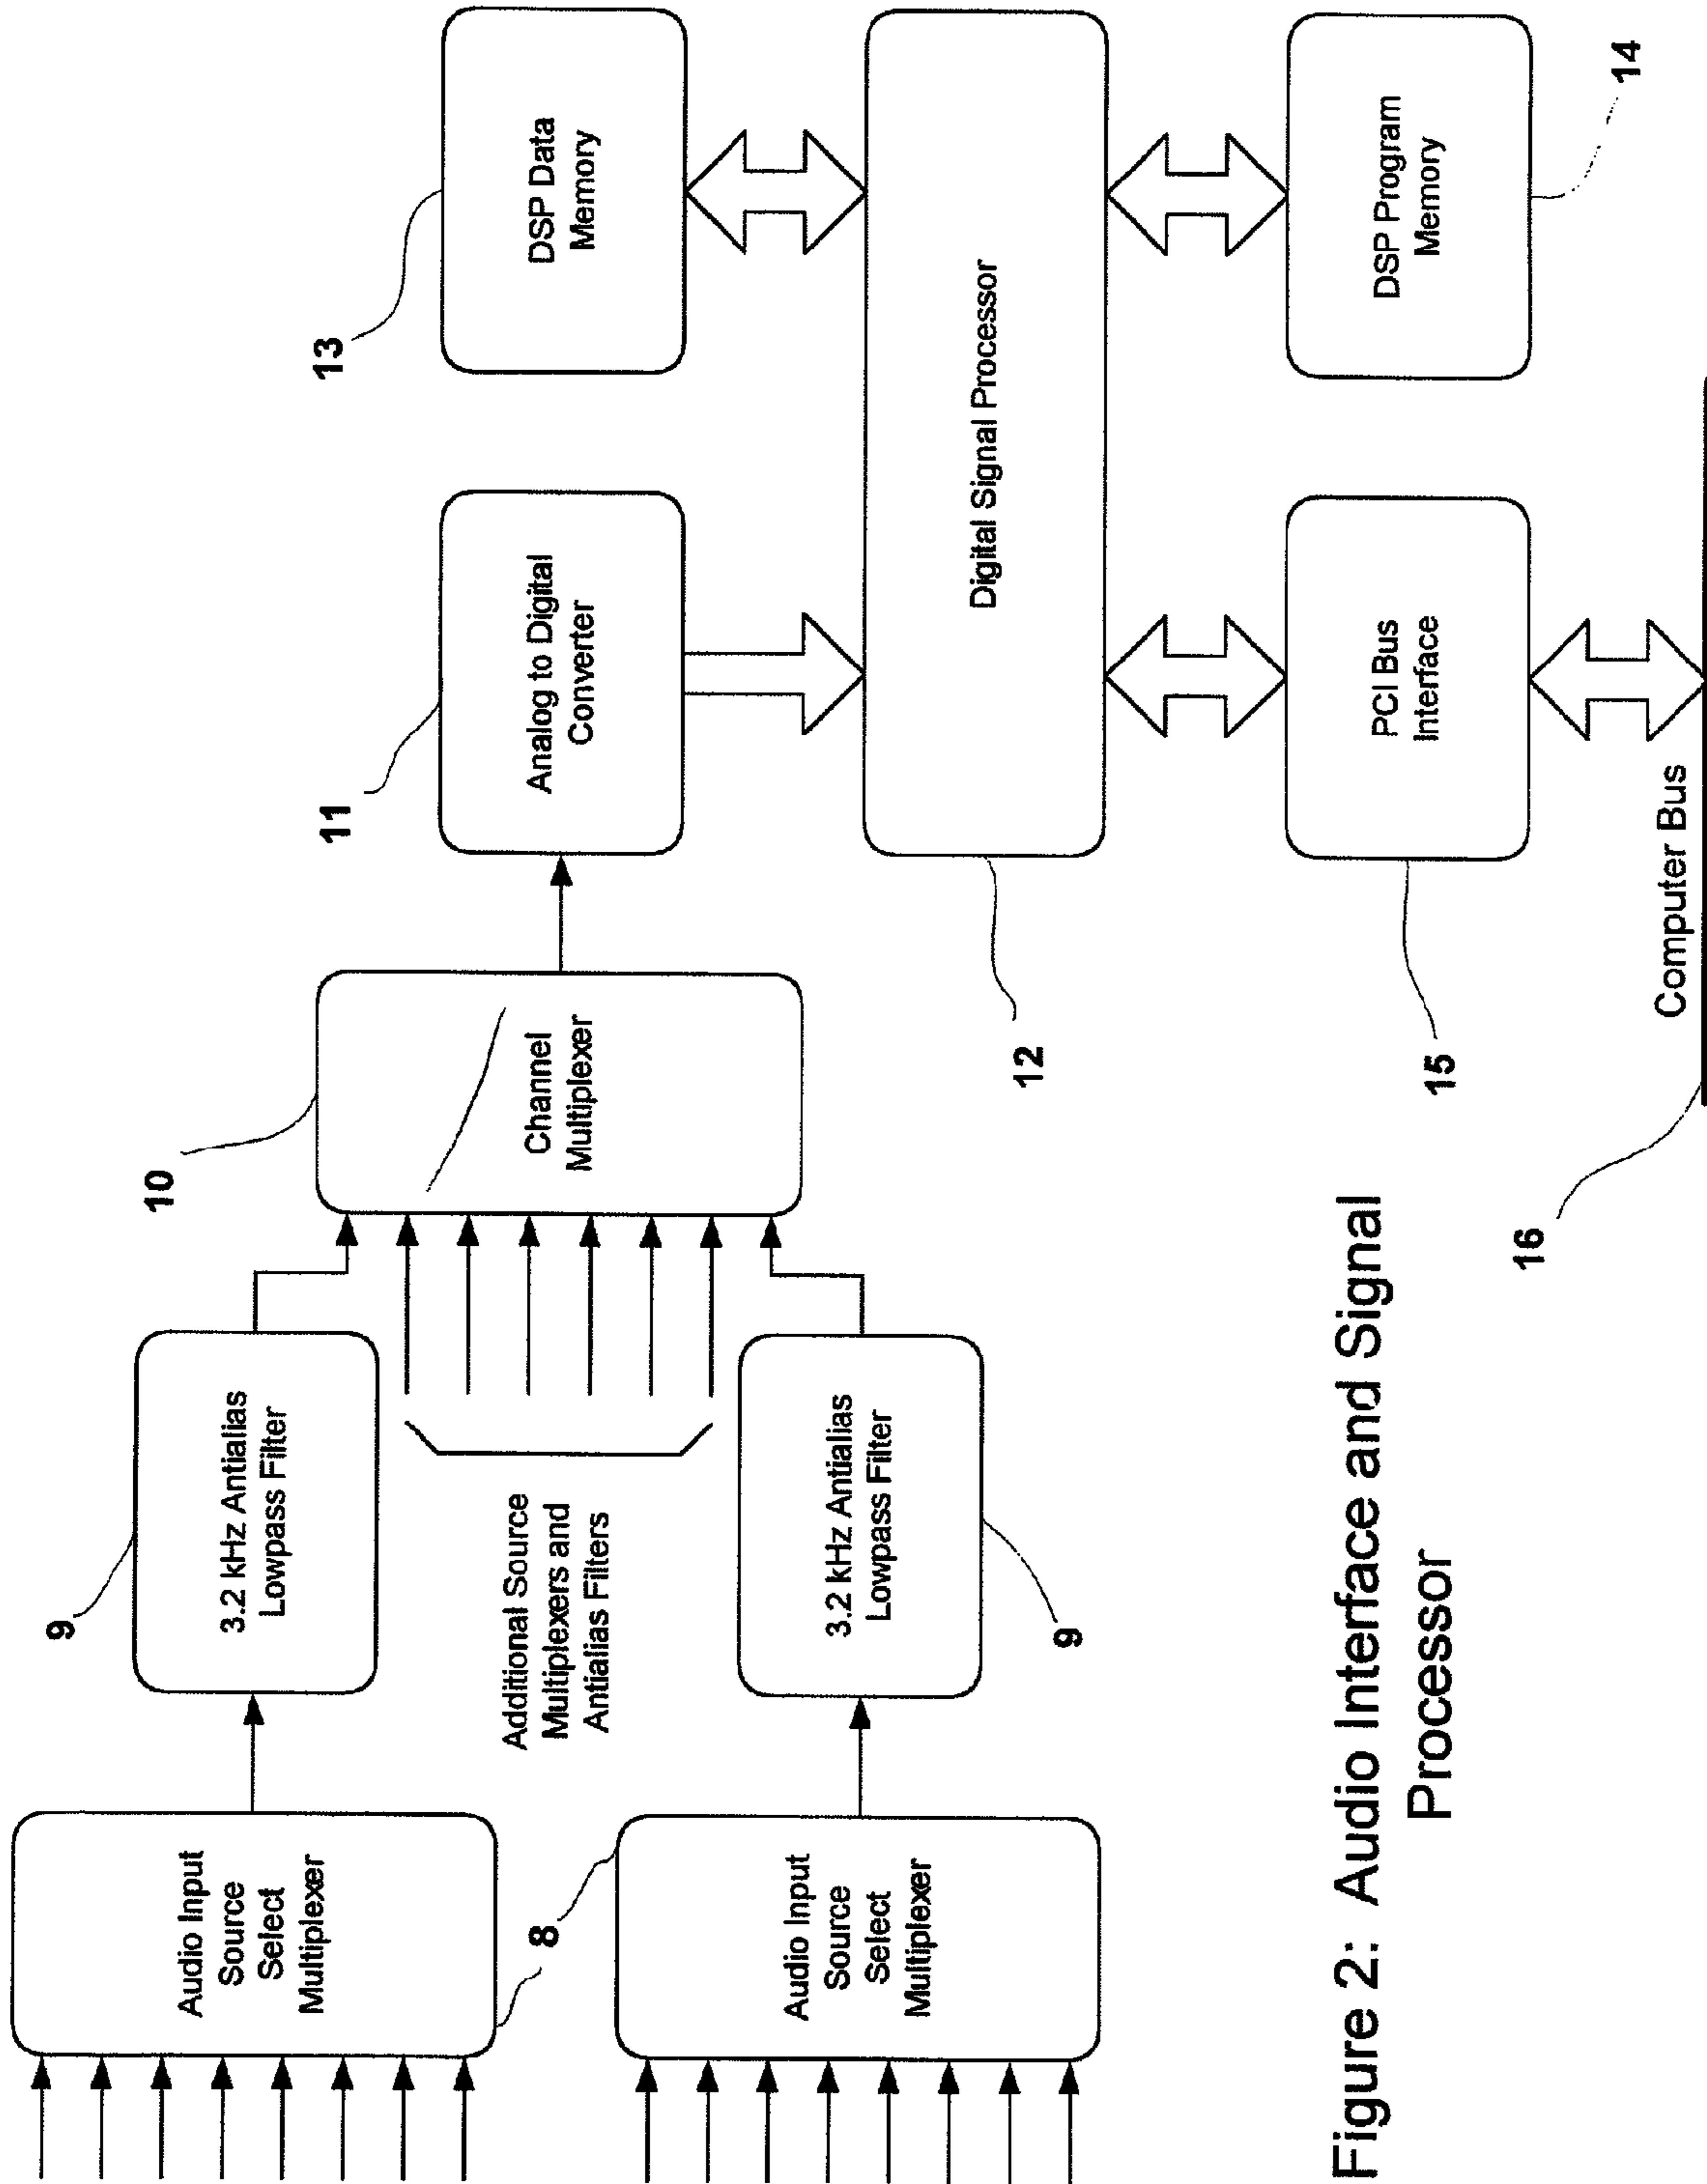 Audio Input
Source
Select
Multiplexer
8
Audio Input
Source
Select
Multiplexer
9
3.2 kHz Antialias
Lowpass Filter
Additional Source
Multiplexers and
Antialias Filters
3.2 kHz Antialias
Lowpass Filter
9
10
Channel
Multiplexer
11
Analog to Digital
Converter
13
DSP Data
Memory
Digital Signal Processor
12
PCI Bus
Interface
15
DSP Program
Memory
14
Computer Bus
16
Figure 2: Audio Interface and Signal
Processor